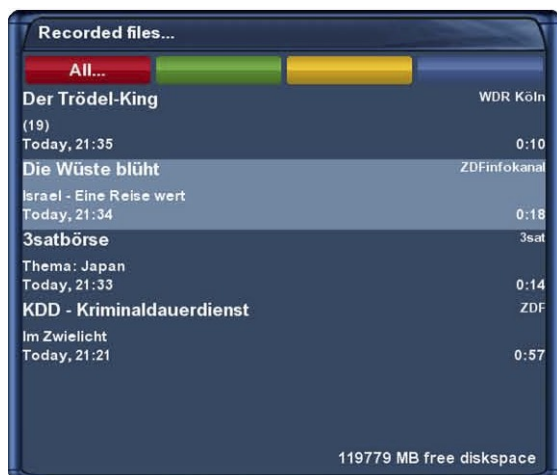 Recorded files...
All...
Der Trödel-King WDR Köln
(19)
Today, 21:35 0:10
Die Wüste blüht ZDFinfokanal
Israel - Eine Reise wert
Today, 21:34 0:18
3satbörse 3sat
Thema: Japan
Today, 21:33 0:14
KDD - Kriminaldauerdienst ZDF
Im Zwielicht
Today, 21:21 0:57
119779 MB free diskspace